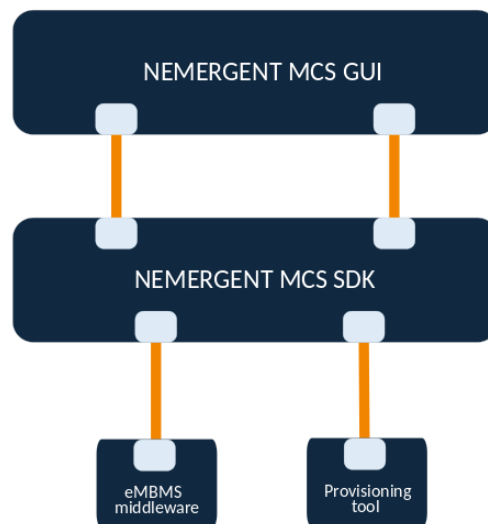 NEMERGENT MCS GUI
NEMERGENT MCS SDK
eMBMS
middleware
Provisioning
tool